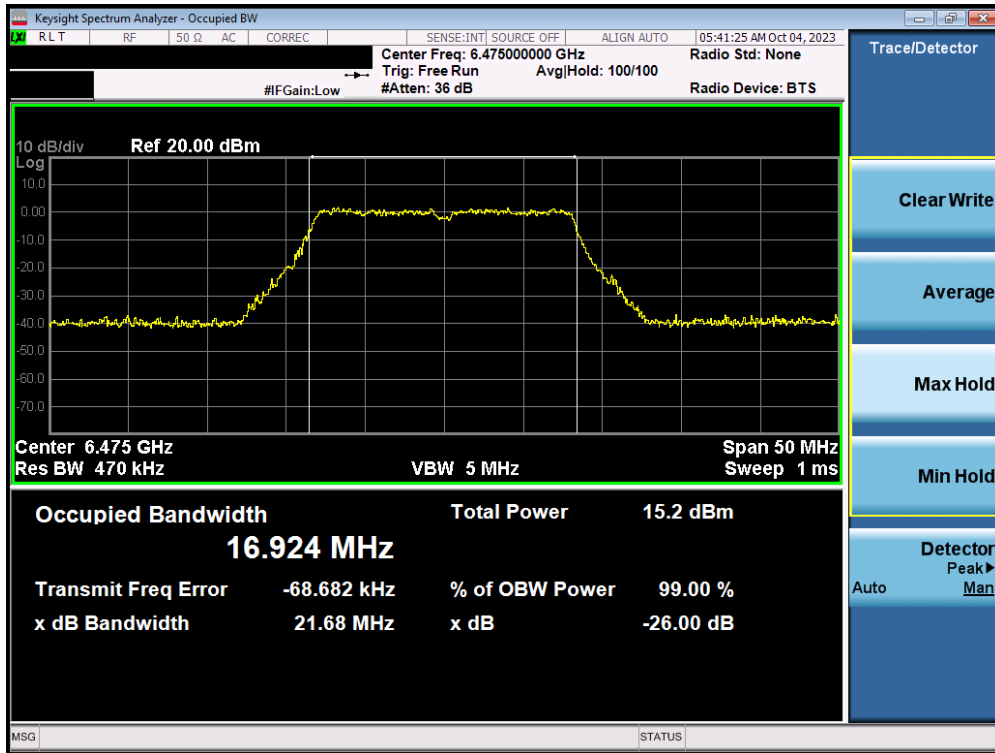 Keysight Spectrum Analyzer - Occupied BW
LXI RLT RF 50 Ω AC CORREC SENSE:INT SOURCE OFF ALIGN AUTO 05:41:25 AM Oct 04, 2023
Center Freq: 6.475000000 GHz Radio Std: None
Trig: Free Run Avg|Hold: 100/100
#IFGain:Low #Atten: 36 dB Radio Device: BTS
10 dB/div Ref 20.00 dBm
Log
10.0
0.00
-10.0
-20.0
-30.0
-40.0
-50.0
-60.0
-70.0
Center 6.475 GHz Span 50 MHz
Res BW 470 kHz VBW 5 MHz Sweep 1 ms
Occupied Bandwidth Total Power 15.2 dBm
16.924 MHz
Transmit Freq Error -68.682 kHz % of OBW Power 99.00 %
x dB Bandwidth 21.68 MHz x dB -26.00 dB
MSG STATUS
Trace/Detector
Clear Write
Average
Max Hold
Min Hold
Detector
Peak▶
Auto Man